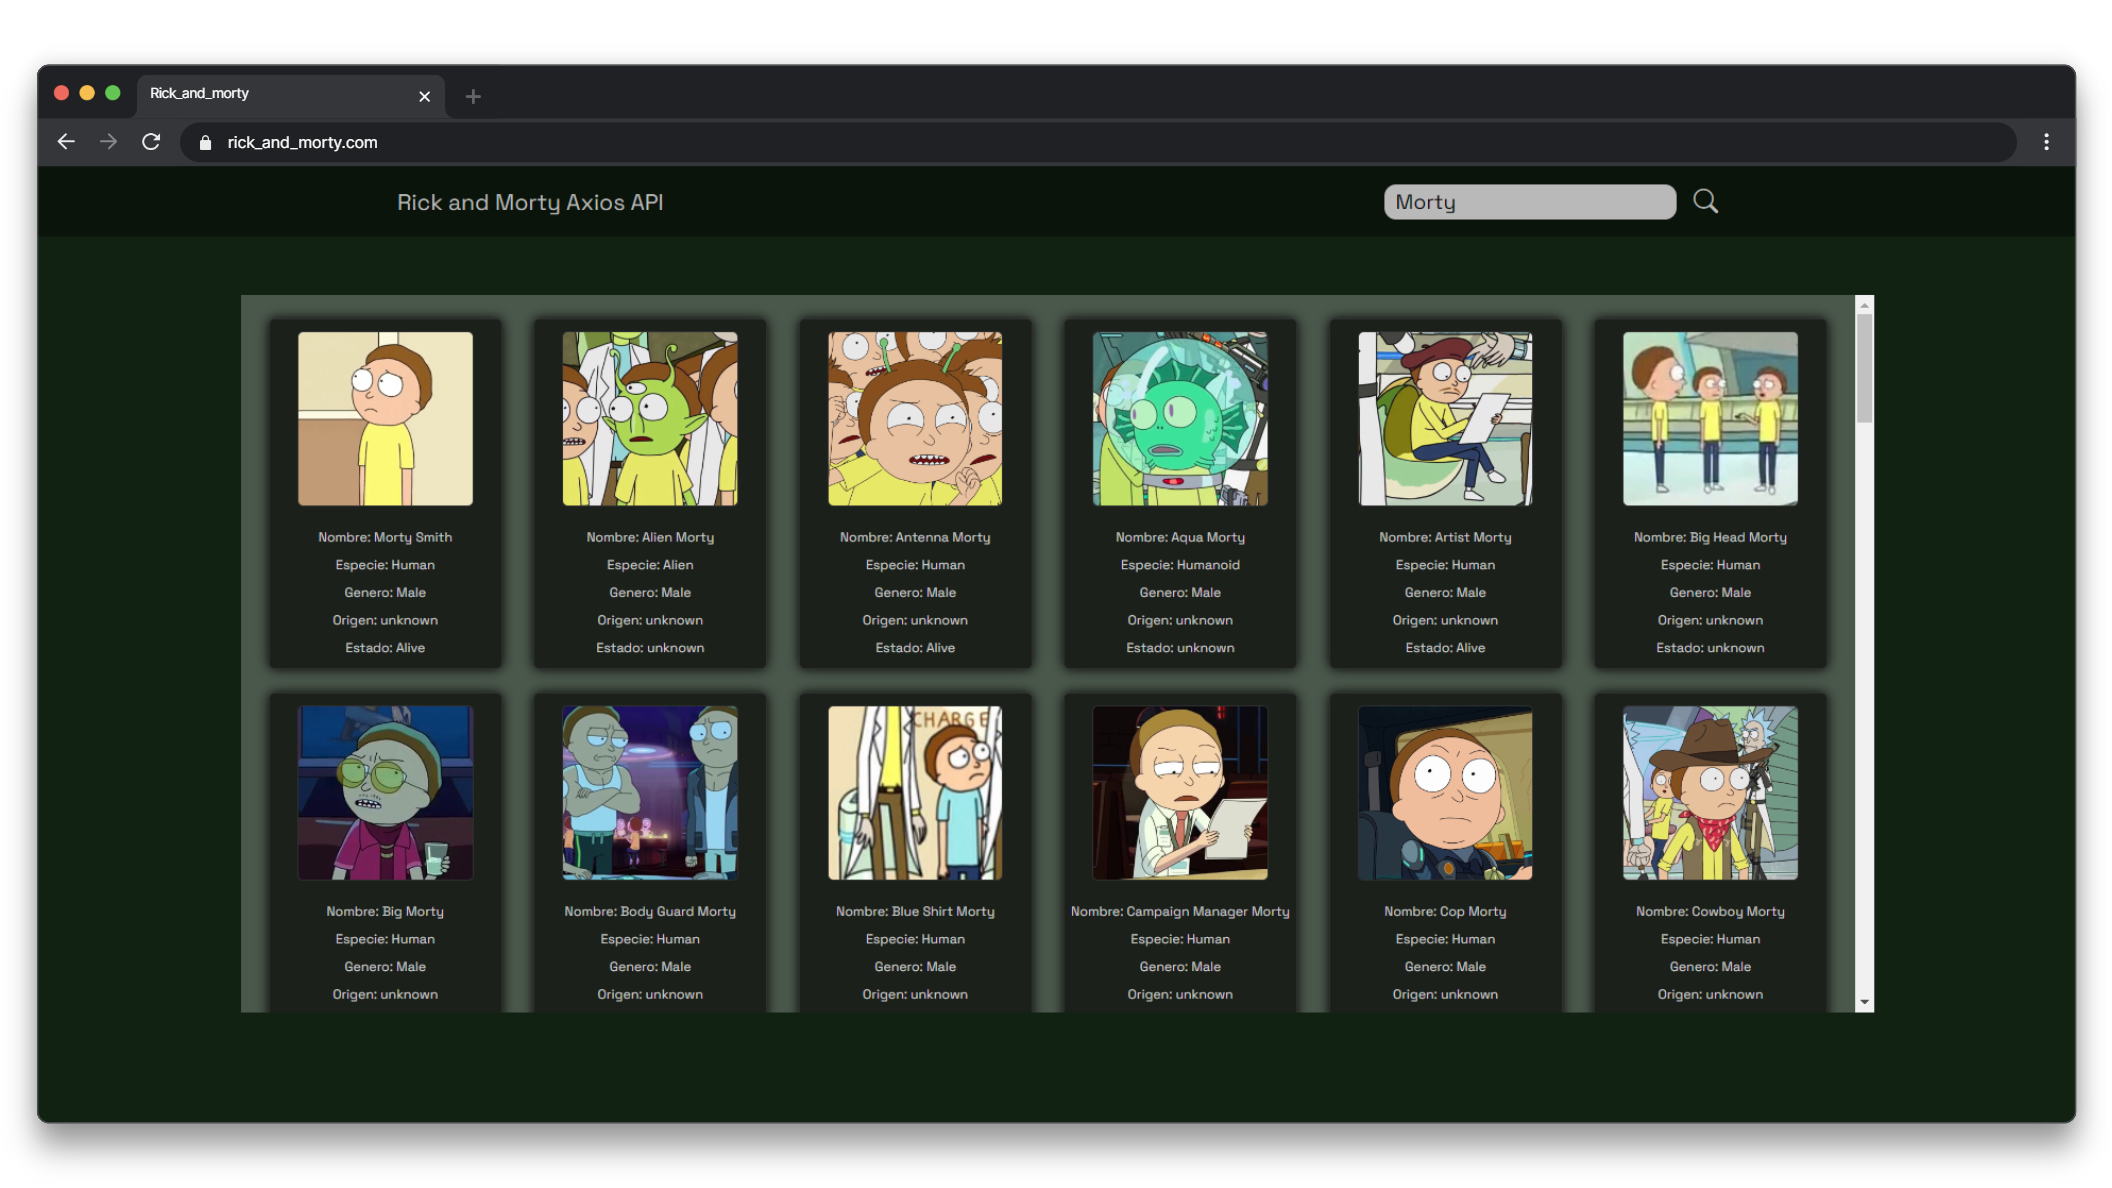 Rick_and_morty
rick_and_morty.com
Rick and Morty Axios API
Morty
Nombre: Morty Smith
Especie: Human
Genero: Male
Origen: unknown
Estado: Alive
Nombre: Alien Morty
Especie: Alien
Genero: Male
Origen: unknown
Estado: unknown
Nombre: Antenna Morty
Especie: Human
Genero: Male
Origen: unknown
Estado: Alive
Nombre: Aqua Morty
Especie: Humanoid
Genero: Male
Origen: unknown
Estado: unknown
Nombre: Artist Morty
Especie: Human
Genero: Male
Origen: unknown
Estado: Alive
Nombre: Big Head Morty
Especie: Human
Genero: Male
Origen: unknown
Estado: unknown
Nombre: Big Morty
Especie: Human
Genero: Male
Origen: unknown
Nombre: Body Guard Morty
Especie: Human
Genero: Male
Origen: unknown
CHARGE
Nombre: Blue Shirt Morty
Especie: Human
Genero: Male
Origen: unknown
Nombre: Campaign Manager Morty
Especie: Human
Genero: Male
Origen: unknown
Nombre: Cop Morty
Especie: Human
Genero: Male
Origen: unknown
Nombre: Cowboy Morty
Especie: Human
Genero: Male
Origen: unknown